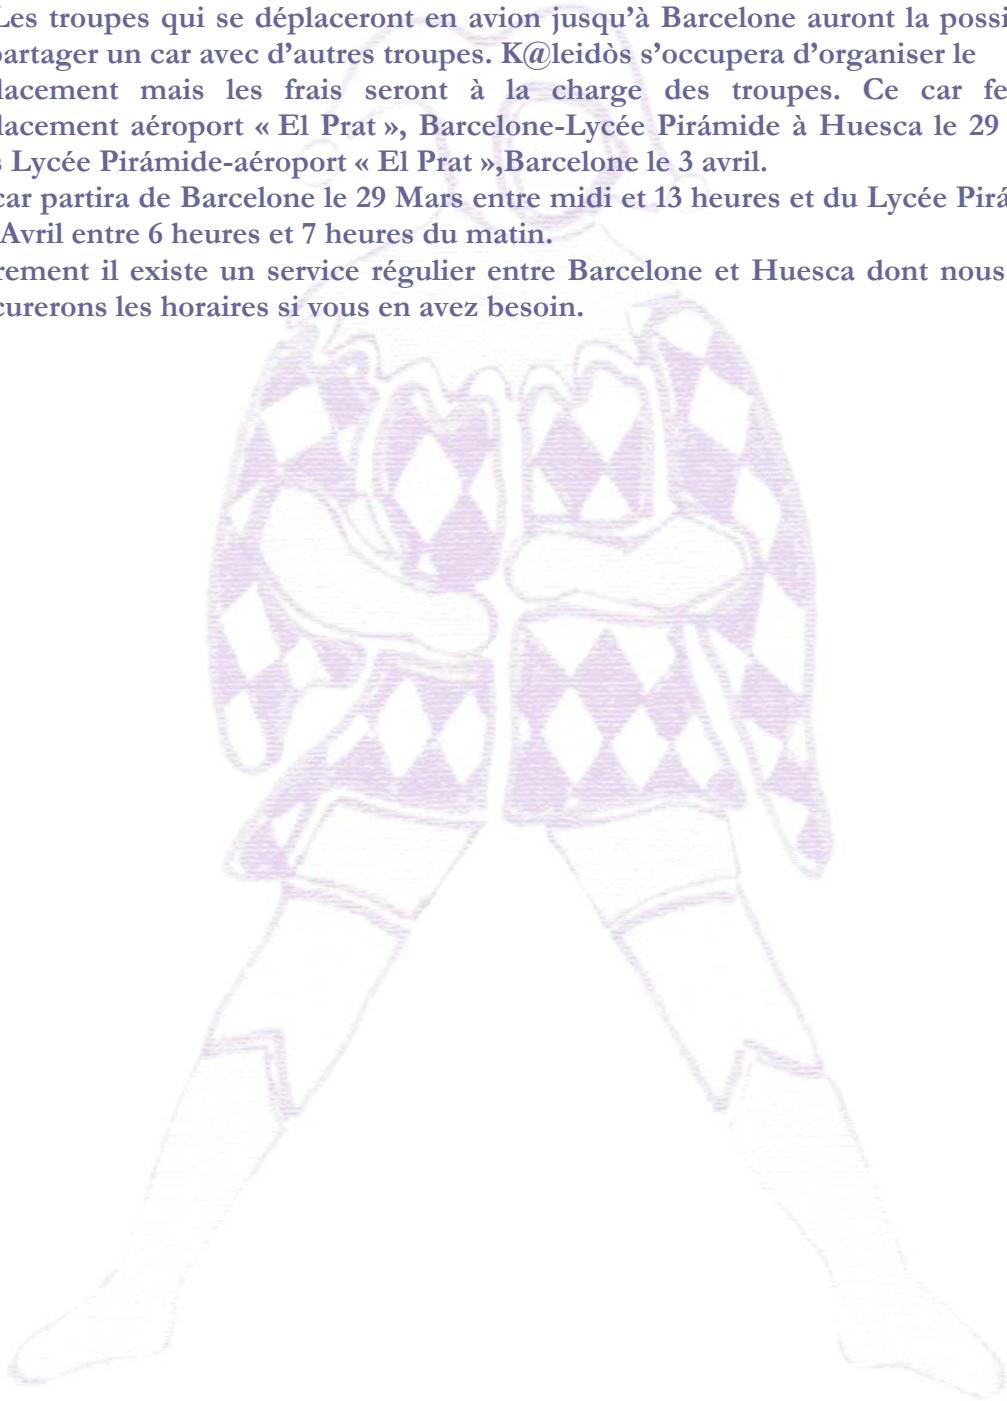 Les troupes qui se déplaceront en avion jusqu’à Barcelone auront la possi
partager un car avec d’autres troupes. K@leidòs s’occupera d’organiser le
lacement mais les frais seront à la charge des troupes. Ce car fe
lacement aéroport « El Prat », Barcelone-Lycée Pirámide à Huesca le 29
s Lycée Pirámide-aéroport « El Prat »,Barcelone le 3 avril.
car partira de Barcelone le 29 Mars entre midi et 13 heures et du Lycée Pirá
Avril entre 6 heures et 7 heures du matin.
rement il existe un service régulier entre Barcelone et Huesca dont nous
curerons les horaires si vous en avez besoin.